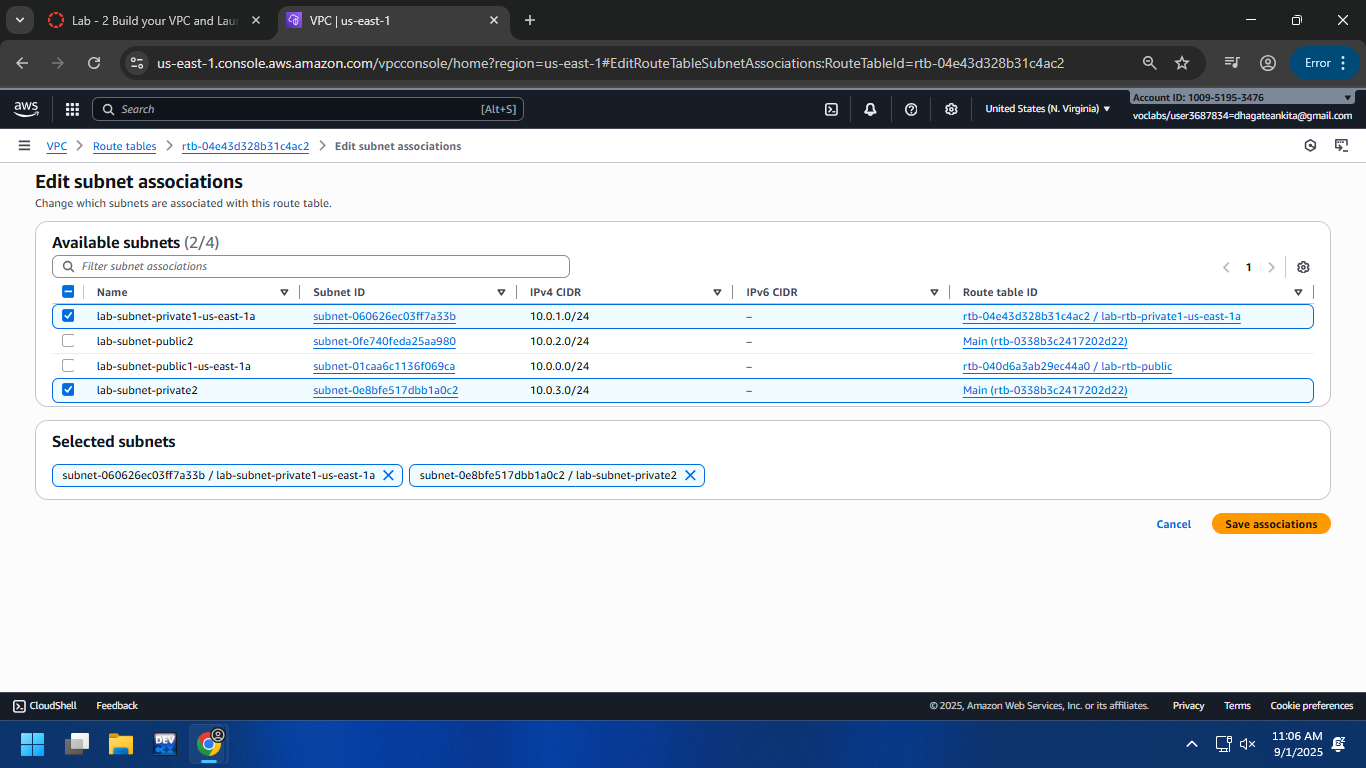 Lab - 2 Build your VPC and Lau
VPC | us-east-1
us-east-1.console.aws.amazon.com/vpcconsole/home?region=us-east-1#EditRouteTableSubnetAssociations:RouteTableId=rtb-04e43d328b31c4ac2
Error
aws
Search
[Alt+S]
United States (N. Virginia)
Account ID: 1009-5195-3476
voclabs/user3687834=dhagateankita@gmail.com
VPC
Route tables
rtb-04e43d328b31c4ac2
Edit subnet associations
Edit subnet associations
Change which subnets are associated with this route table.
Available subnets (2/4)
Filter subnet associations
1
Name Subnet ID IPv4 CIDR IPv6 CIDR Route table ID
lab-subnet-private1-us-east-1a subnet-060626ec03ff7a33b 10.0.1.0/24 – rtb-04e43d328b31c4ac2 / lab-rtb-private1-us-east-1a
lab-subnet-public2 subnet-0fe740feda25aa980 10.0.2.0/24 – Main (rtb-0338b3c2417202d22)
lab-subnet-public1-us-east-1a subnet-01caa6c1136f069ca 10.0.0.0/24 – rtb-040d6a3ab29ec44a0 / lab-rtb-public
lab-subnet-private2 subnet-0e8bfe517dbb1a0c2 10.0.3.0/24 – Main (rtb-0338b3c2417202d22)
Selected subnets
subnet-060626ec03ff7a33b / lab-subnet-private1-us-east-1a
subnet-0e8bfe517dbb1a0c2 / lab-subnet-private2
Cancel
Save associations
CloudShell
Feedback
© 2025, Amazon Web Services, Inc. or its affiliates.
Privacy
Terms
Cookie preferences
DEV
11:06 AM
9/1/2025